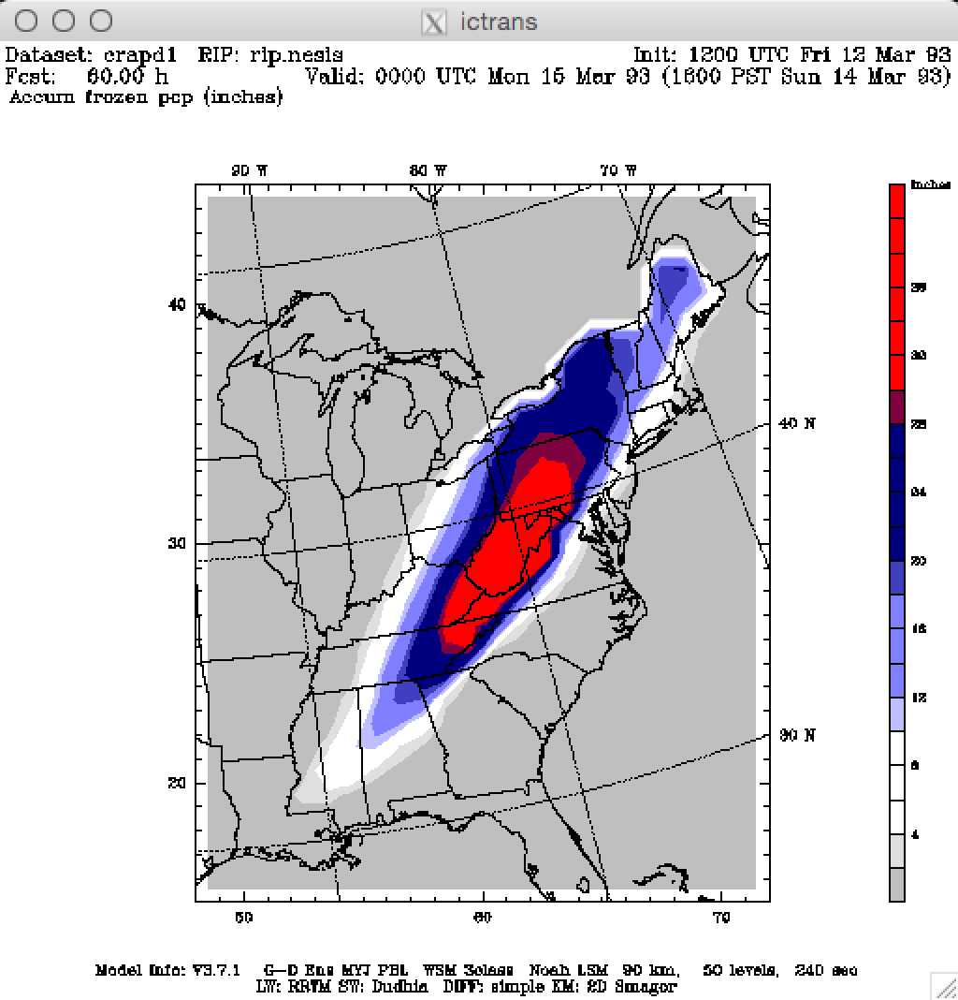 ictrans
Dataset: crapd1 RIP: rip.nesis Init: 1200 UTC Fri 12 Mar 93
Fcst: 60.00 h Valid: 0000 UTC Mon 15 Mar 93 (1600 PST Sun 14 Mar 93)
Accum frozen pcp (inches)
90 W 80 W 70 W
inches
36
40
32
40 N
28
24
30
20
16
12
30 N
8
20
4
50 60 70
Model Info: V3.7.1 G-D Ens MYJ PBL WSM 3class Noah LSM 90 km, 50 levels, 240 sec
LW: RRTM SW: Dudhia DIFF: simple KM: 2D Smagor